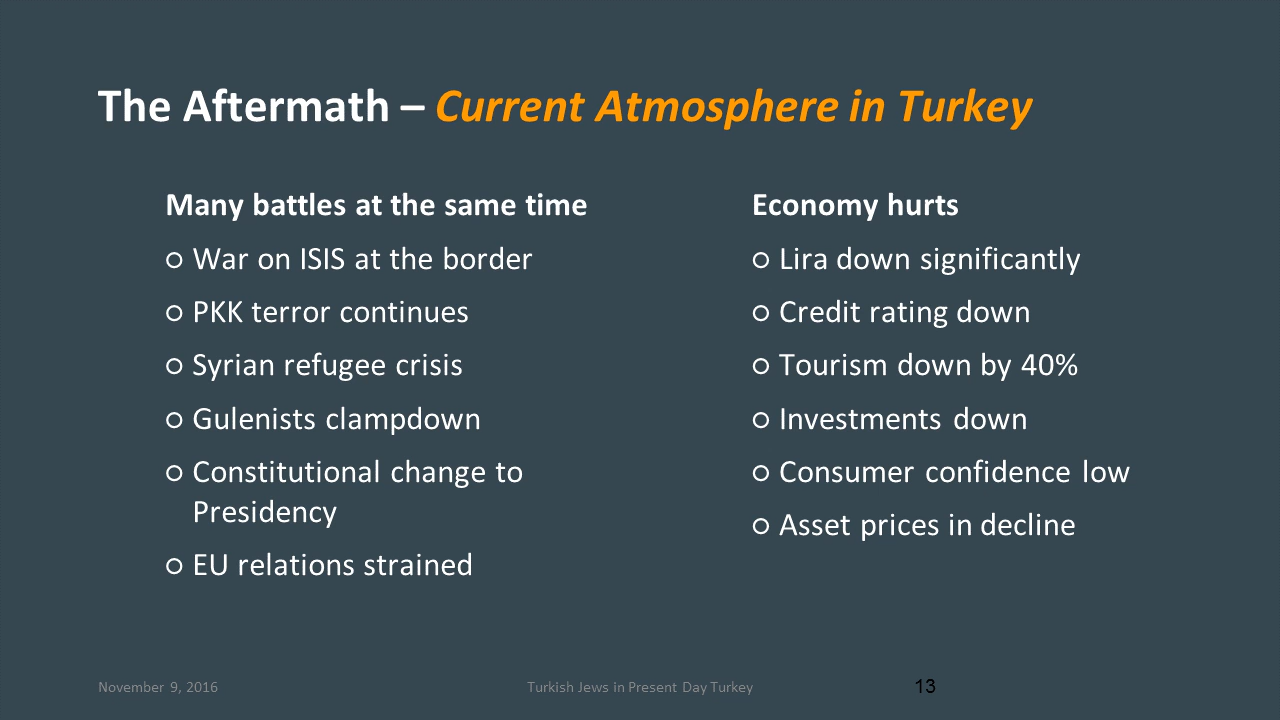 The Aftermath – Current Atmosphere in Turkey
Many battles at the same time
○ War on ISIS at the border
○ PKK terror continues
○ Syrian refugee crisis
○ Gulenists clampdown
○ Constitutional change to
Presidency
○ EU relations strained
Economy hurts
○ Lira down significantly
○ Credit rating down
○ Tourism down by 40%
○ Investments down
○ Consumer confidence low
○ Asset prices in decline
November 9, 2016
Turkish Jews in Present Day Turkey
13